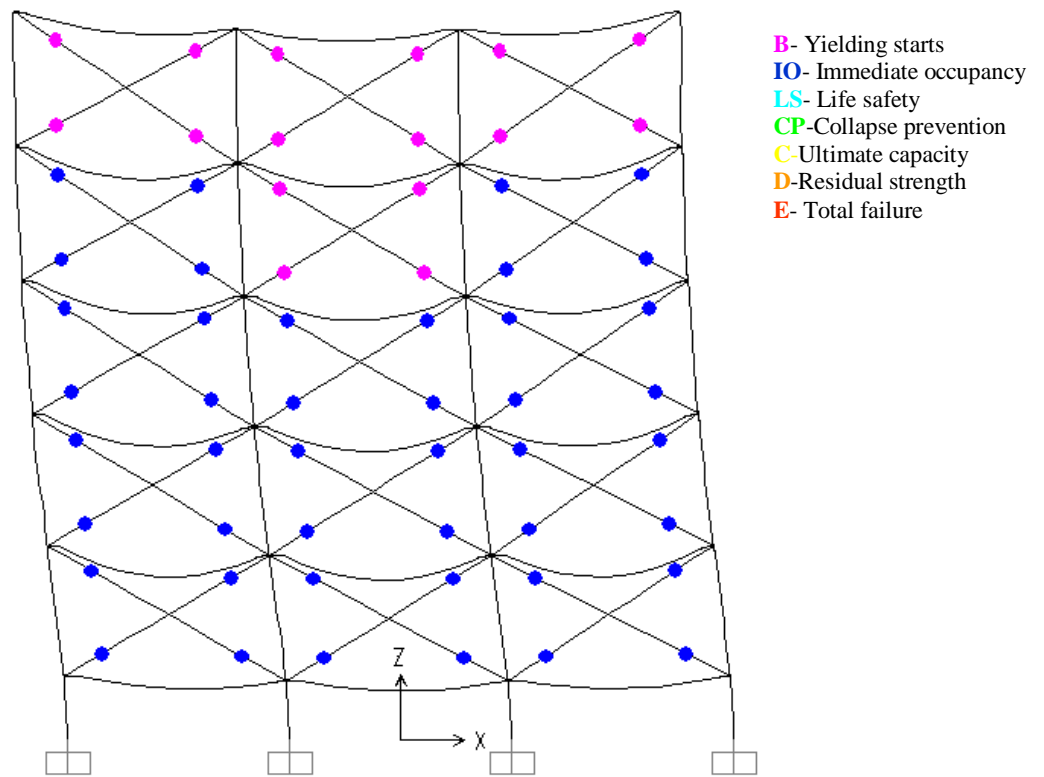 B- Yielding starts
IO- Immediate occupancy
LS- Life safety
CP-Collapse prevention
C-Ultimate capacity
D-Residual strength
E- Total failure
Z
X